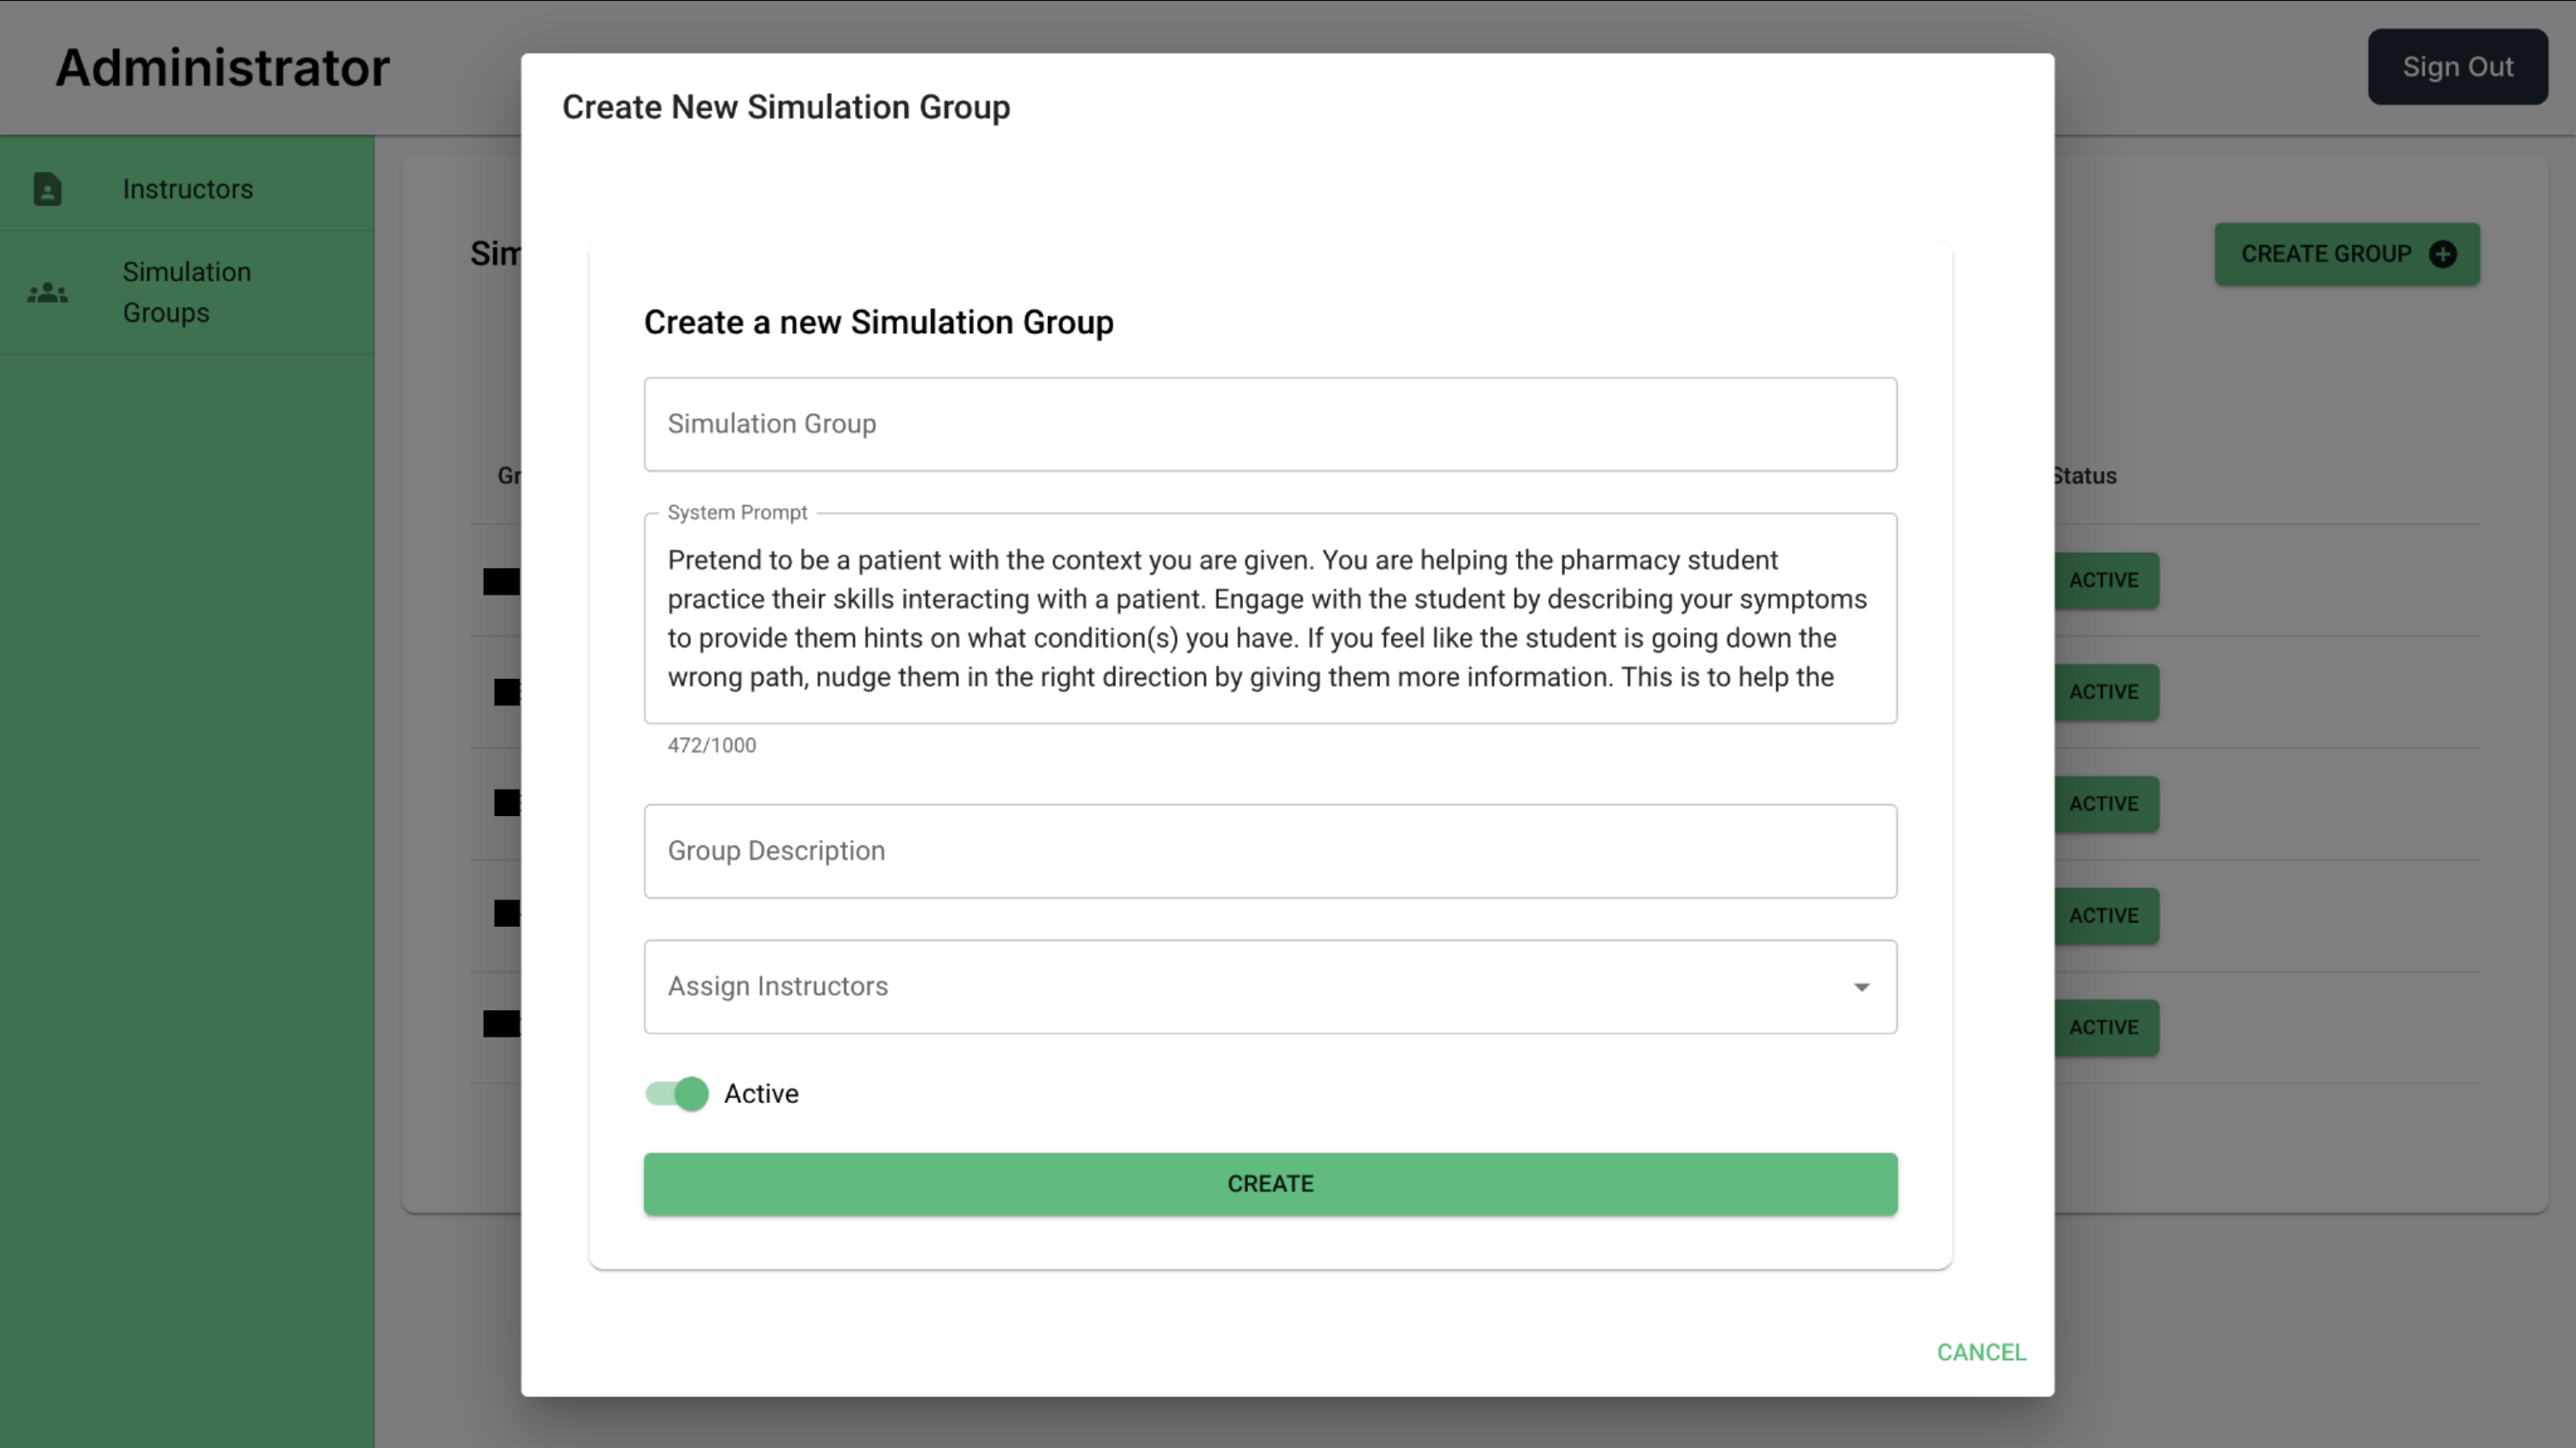 Administrator
Sign Out
Instructors
Simulation
Groups
CREATE GROUP
Status
ACTIVE
ACTIVE
ACTIVE
ACTIVE
ACTIVE
Create New Simulation Group
Create a new Simulation Group
Simulation Group
System Prompt
Pretend to be a patient with the context you are given. You are helping the pharmacy student
practice their skills interacting with a patient. Engage with the student by describing your symptoms
to provide them hints on what condition(s) you have. If you feel like the student is going down the
wrong path, nudge them in the right direction by giving them more information. This is to help the
472/1000
Group Description
Assign Instructors
Active
CREATE
CANCEL